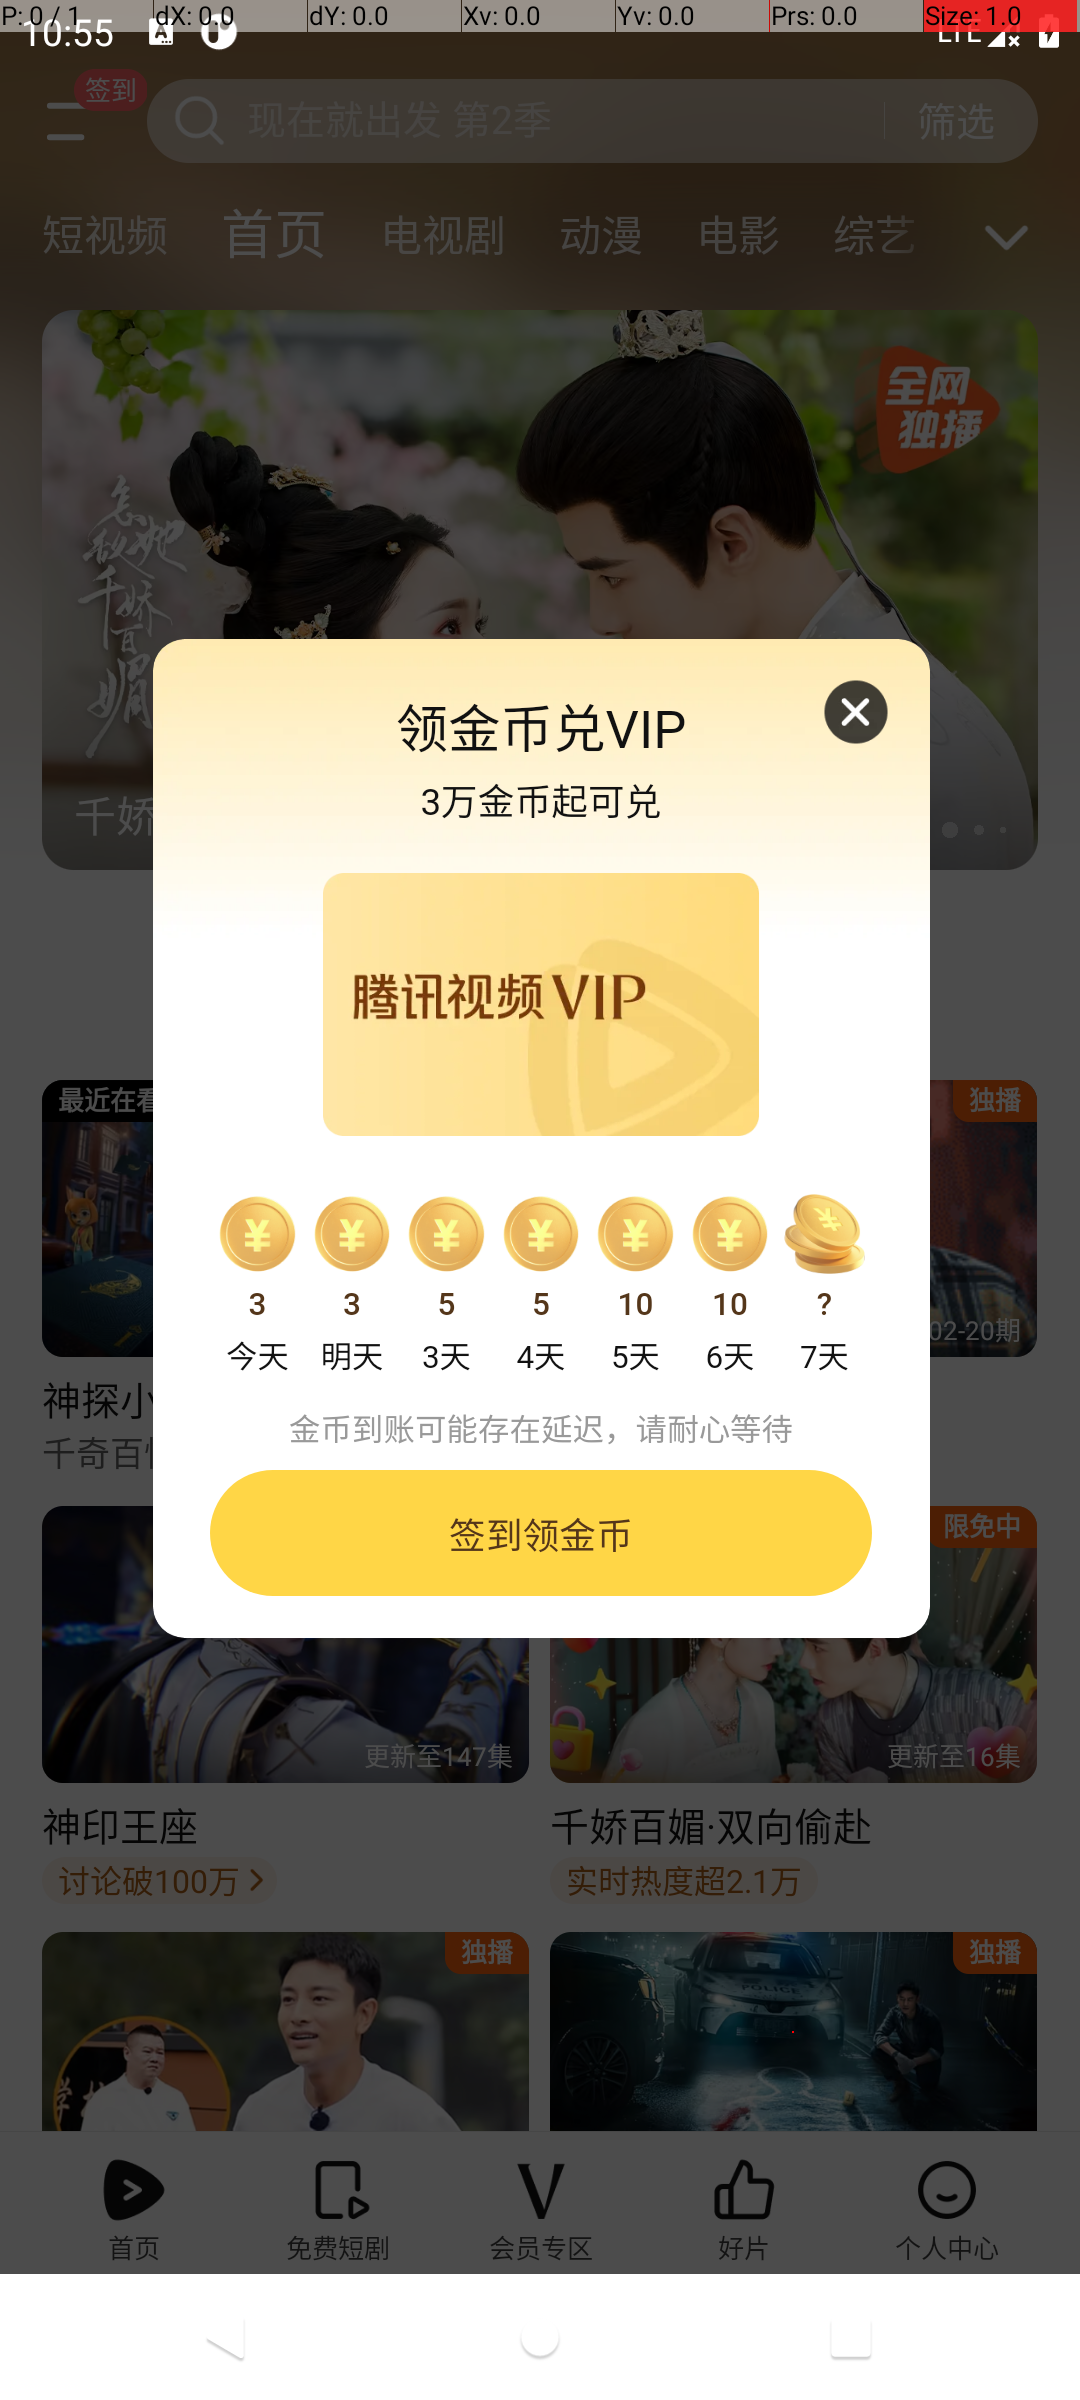 P: 0 / 1
dX: 0.0
dY: 0.0
Xv: 0.0
Yv: 0.0
Prs: 0.0
Size: 1.0
10:55
LTE
签到
现在就出发 第2季
筛选
短视频
首页
电视剧
动漫
电影
综艺
全网
独播
千娇
领金币兑VIP
3万金币起可兑
腾讯视频VIP
3
3
5
5
10
10
?
今天
明天
3天
4天
5天
6天
7天
金币到账可能存在延迟，请耐心等待
签到领金币
最近在看
独播
02-20期
神探小
千奇百
限免中
更新至147集
更新至16集
神印王座
千娇百媚·双向偷赴
讨论破100万
实时热度超2.1万
独播
独播
POLICE
首页
免费短剧
会员专区
好片
个人中心